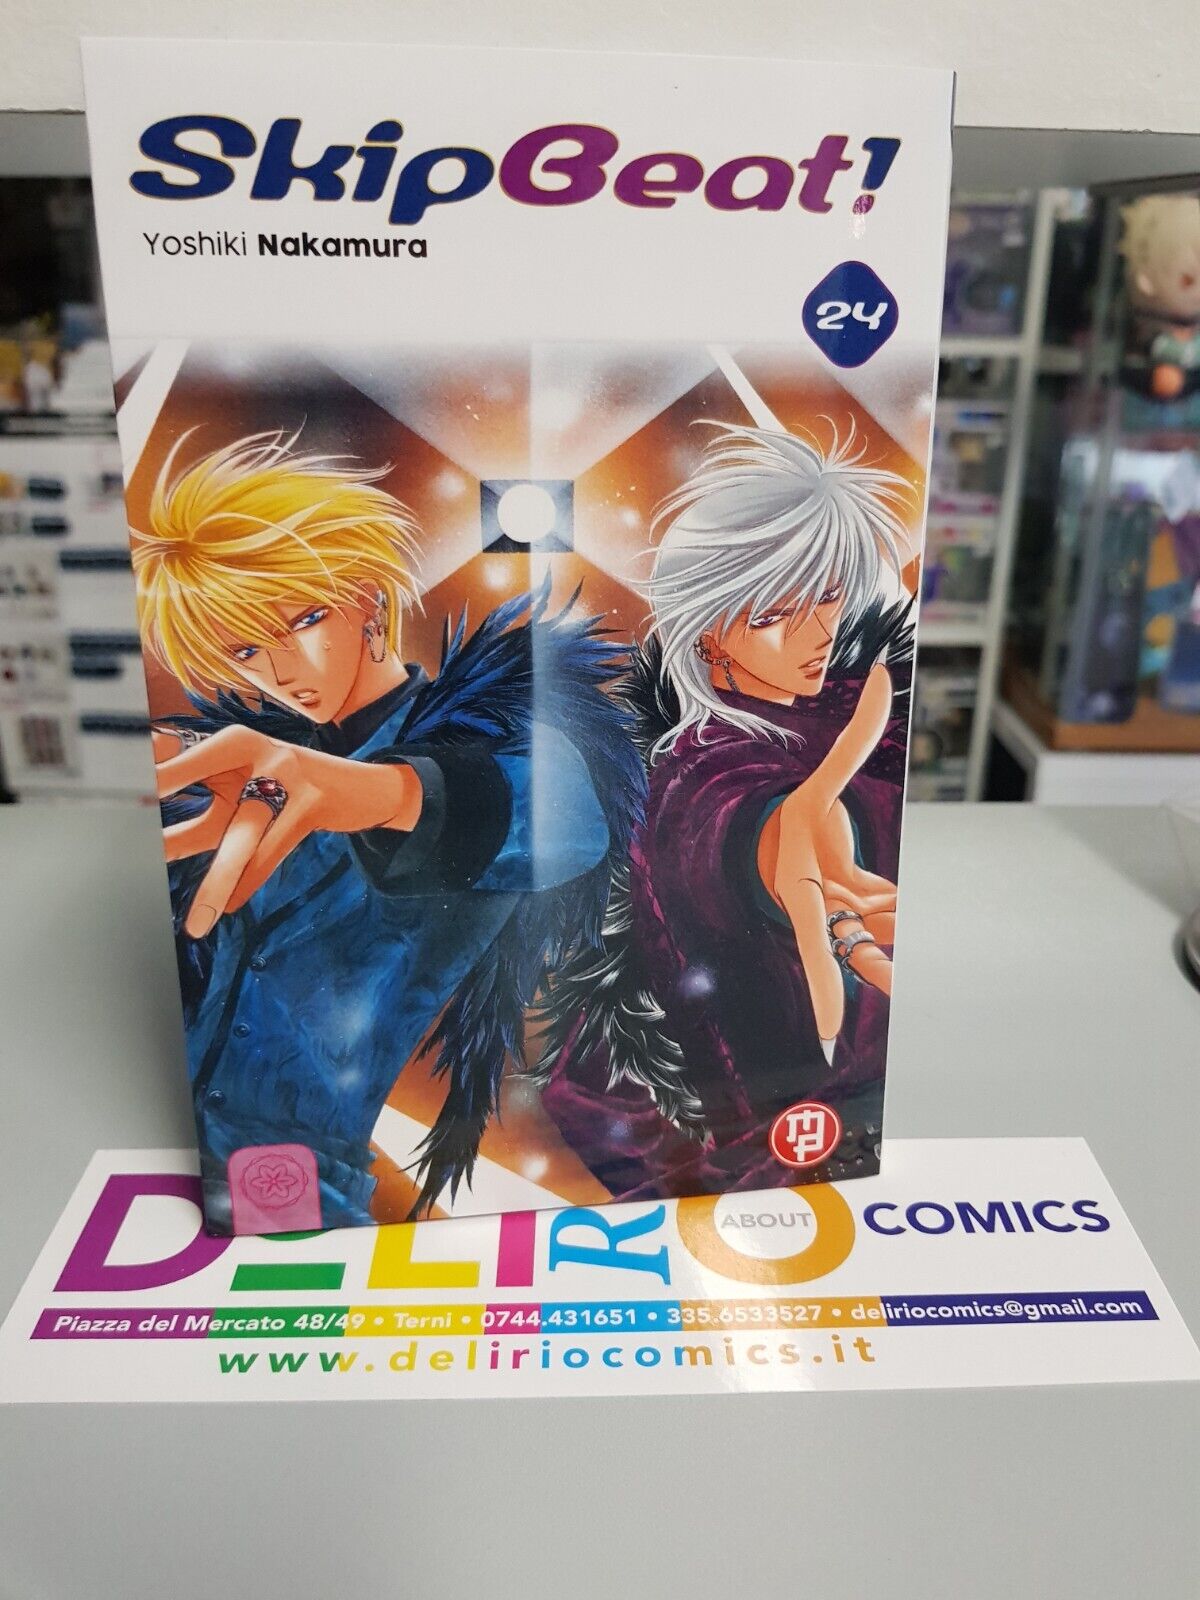 SkipBeat!
Yoshiki Nakamura
24
MP
DELIRIO ABOUT COMICS
Piazza del Mercato 48/49 • Terni • 0744.431651 • 335.6533527 • deliriocomics@gmail.com
www.deliriocomics.it